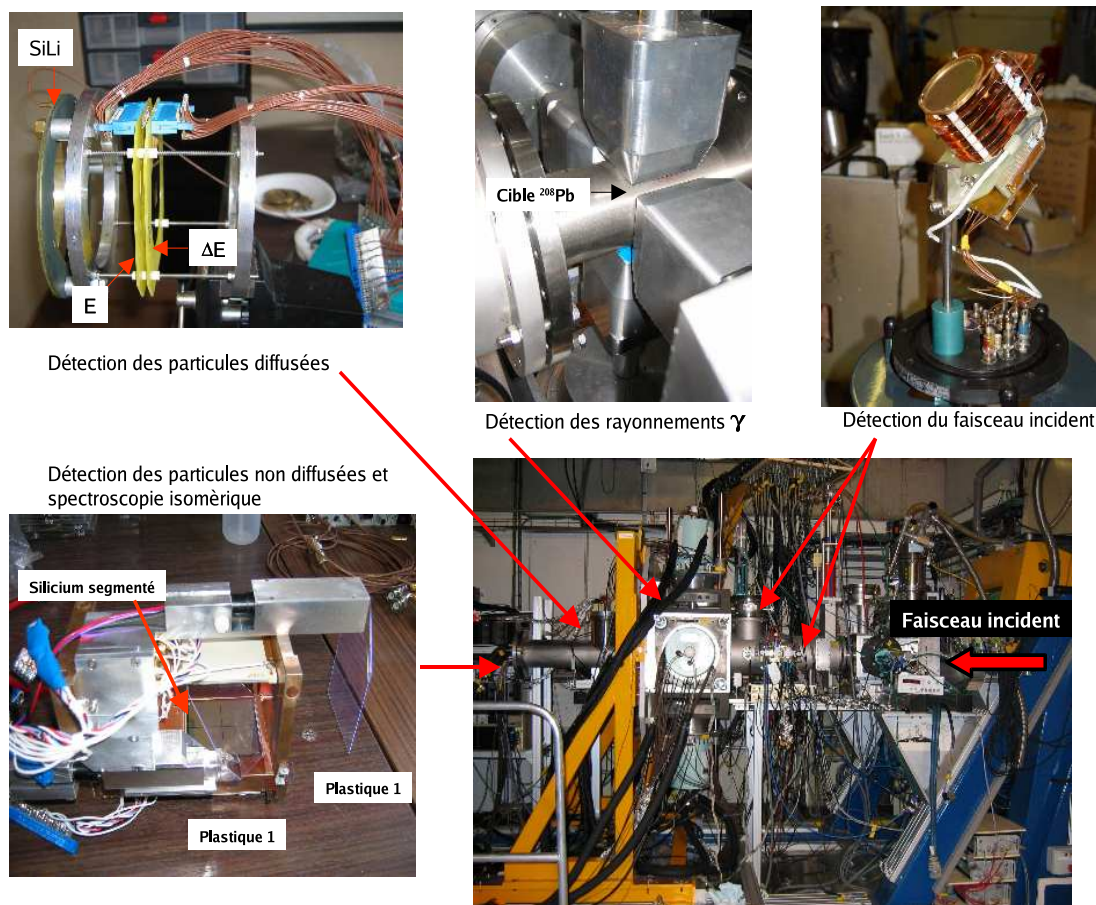 SiLi
ΔE
E
Cible ²⁰⁸Pb
Détection des particules diffusées
Détection des rayonnements γ
Détection du faisceau incident
Détection des particules non diffusées et
spectroscopie isomèrique
Silicium segmenté
Plastique 1
Plastique 1
Faisceau incident